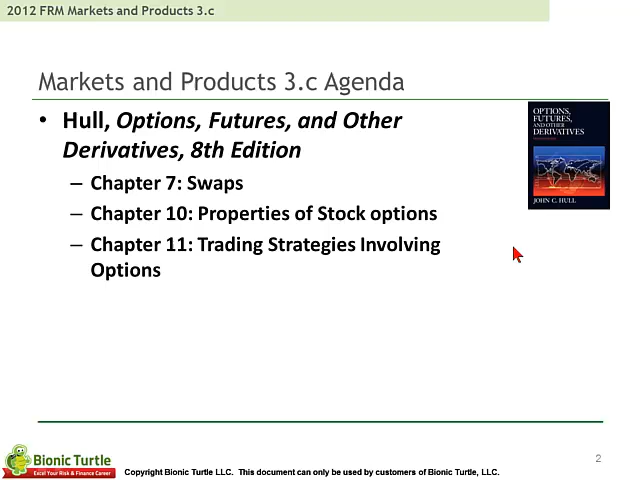 2012 FRM Markets and Products 3.c
Markets and Products 3.c Agenda
• Hull, Options, Futures, and Other
Derivatives, 8th Edition
– Chapter 7: Swaps
– Chapter 10: Properties of Stock options
– Chapter 11: Trading Strategies Involving
Options
OPTIONS,
FUTURES,
AND OTHER
DERIVATIVES
JOHN C. HULL
2
Bionic Turtle
Excel Your Risk & Finance Career
Copyright Bionic Turtle LLC. This document can only be used by customers of Bionic Turtle, LLC.